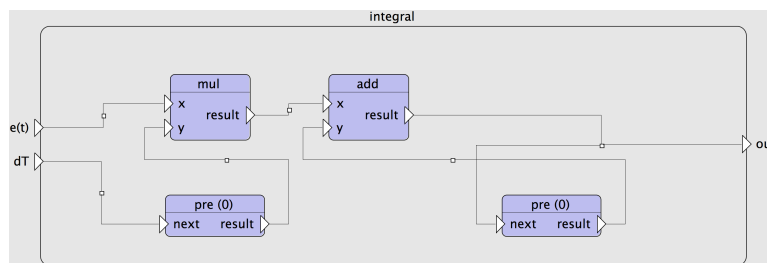 integral
mul
add
x
result
y
x
result
y
e(t)
dT
ou
pre (0)
next result
pre (0)
next result